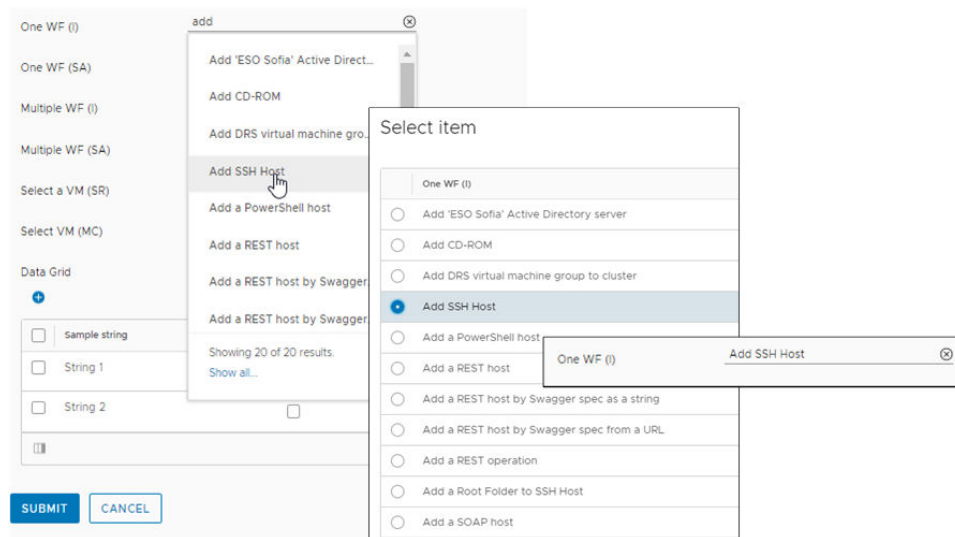 One WF (I)
add
One WF (SA)
Multiple WF (I)
Multiple WF (SA)
Select a VM (SR)
Select VM (MC)
Data Grid
Sample string
String 1
String 2
SUBMIT
CANCEL
Add 'ESO Sofia' Active Direct...
Add CD-ROM
Add DRS virtual machine gro..
Add SSH Host
Add a PowerShell host
Add a REST host
Add a REST host by Swagger
Add a REST host by Swagger.
Showing 20 of 20 results.
Show all...
Select item
One WF (I)
Add 'ESO Sofia' Active Directory server
Add CD-ROM
Add DRS virtual machine group to cluster
Add SSH Host
Add a PowerShell host
Add a REST host
Add a REST host by Swagger spec as a string
Add a REST host by Swagger spec from a URL
Add a REST operation
Add a Root Folder to SSH Host
Add a SOAP host
One WF (I)
Add SSH Host